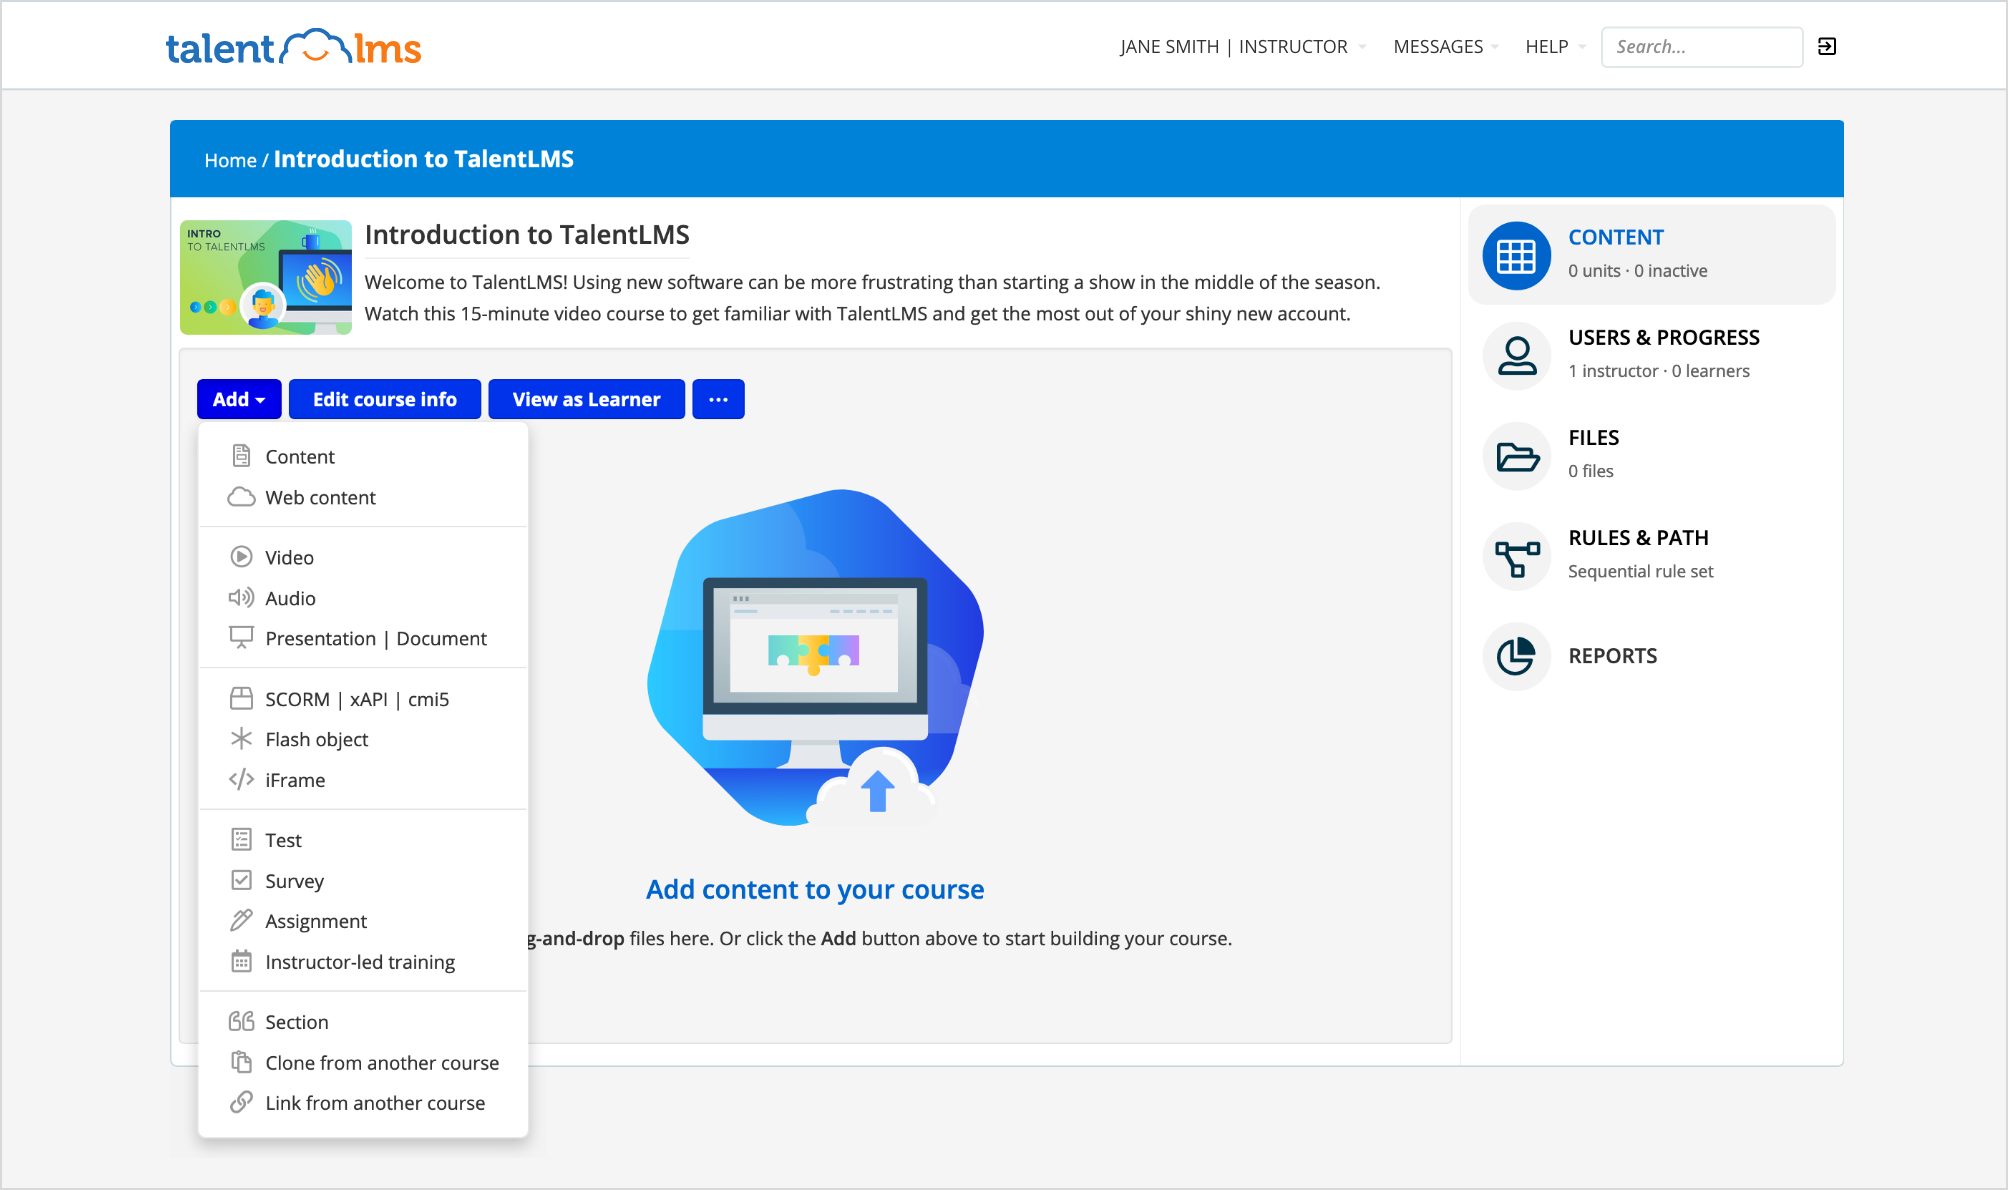 talent lms
JANE SMITH | INSTRUCTOR
MESSAGES
HELP
Search...
Home / Introduction to TalentLMS
INTRO
TO TALENTLMS
Introduction to TalentLMS
Welcome to TalentLMS! Using new software can be more frustrating than starting a show in the middle of the season.
Watch this 15-minute video course to get familiar with TalentLMS and get the most out of your shiny new account.
Add
Edit course info
View as Learner
...
Content
Web content
Video
Audio
Presentation | Document
SCORM | xAPI | cmi5
Flash object
iFrame
Test
Survey
Assignment
Instructor-led training
Section
Clone from another course
Link from another course
Add content to your course
g-and-drop files here. Or click the Add button above to start building your course.
CONTENT
0 units · 0 inactive
USERS & PROGRESS
1 instructor · 0 learners
FILES
0 files
RULES & PATH
Sequential rule set
REPORTS